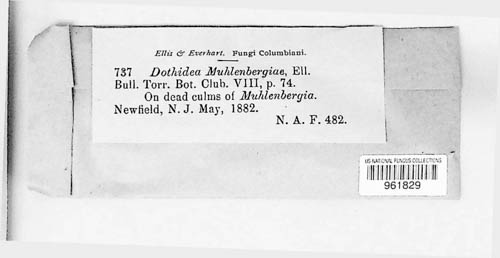 Ellis & Everhart. Fungi Columbiani.
737 Dothidea Muhlenbergiae, Ell.
Bull. Torr. Bot. Club. VIII, p. 74.
On dead culms of Muhlenbergia.
Newfield, N. J. May, 1882.
N. A. F. 482.
US NATIONAL FUNGUS COLLECTIONS
961829